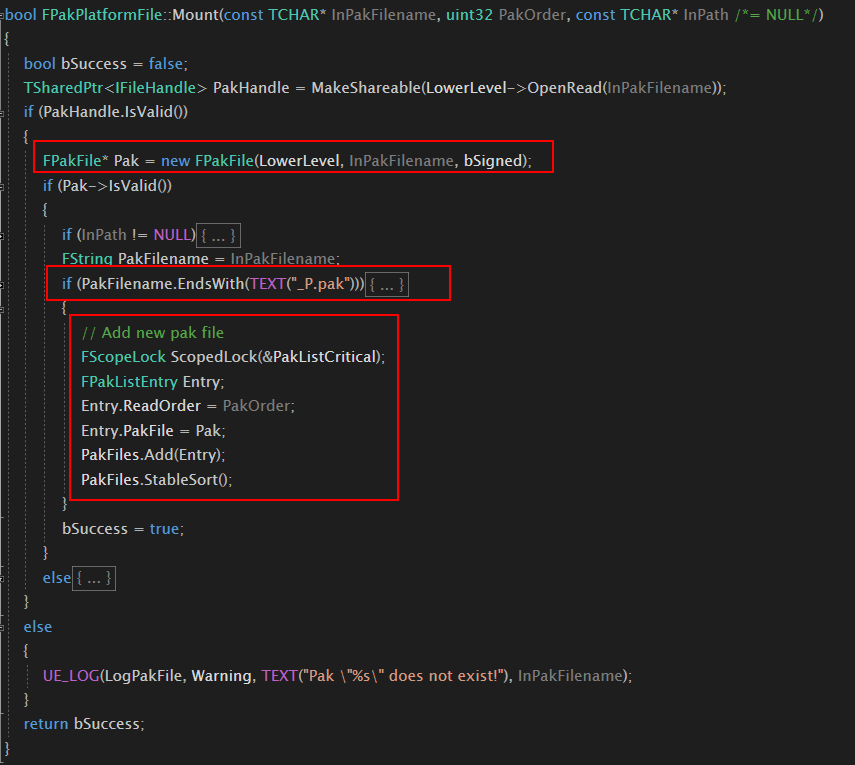 bool FPakPlatformFile::Mount(const TCHAR* InPakFilename, uint32 PakOrder, const TCHAR* InPath /*= NULL*/)
{
bool bSuccess = false;
TSharedPtr<IFileHandle> PakHandle = MakeShareable(LowerLevel->OpenRead(InPakFilename));
if (PakHandle.IsValid())
{
FPakFile* Pak = new FPakFile(LowerLevel, InPakFilename, bSigned);
if (Pak->IsValid())
{
if (InPath != NULL){ ... }
FString PakFilename = InPakFilename;
if (PakFilename.EndsWith(TEXT("_P.pak"))){ ... }
{
// Add new pak file
FScopeLock ScopedLock(&PakListCritical);
FPakListEntry Entry;
Entry.ReadOrder = PakOrder;
Entry.PakFile = Pak;
PakFiles.Add(Entry);
PakFiles.StableSort();
}
bSuccess = true;
}
else{ ... }
}
else
{
UE_LOG(LogPakFile, Warning, TEXT("Pak \"%s\" does not exist!"), InPakFilename);
}
return bSuccess;
}